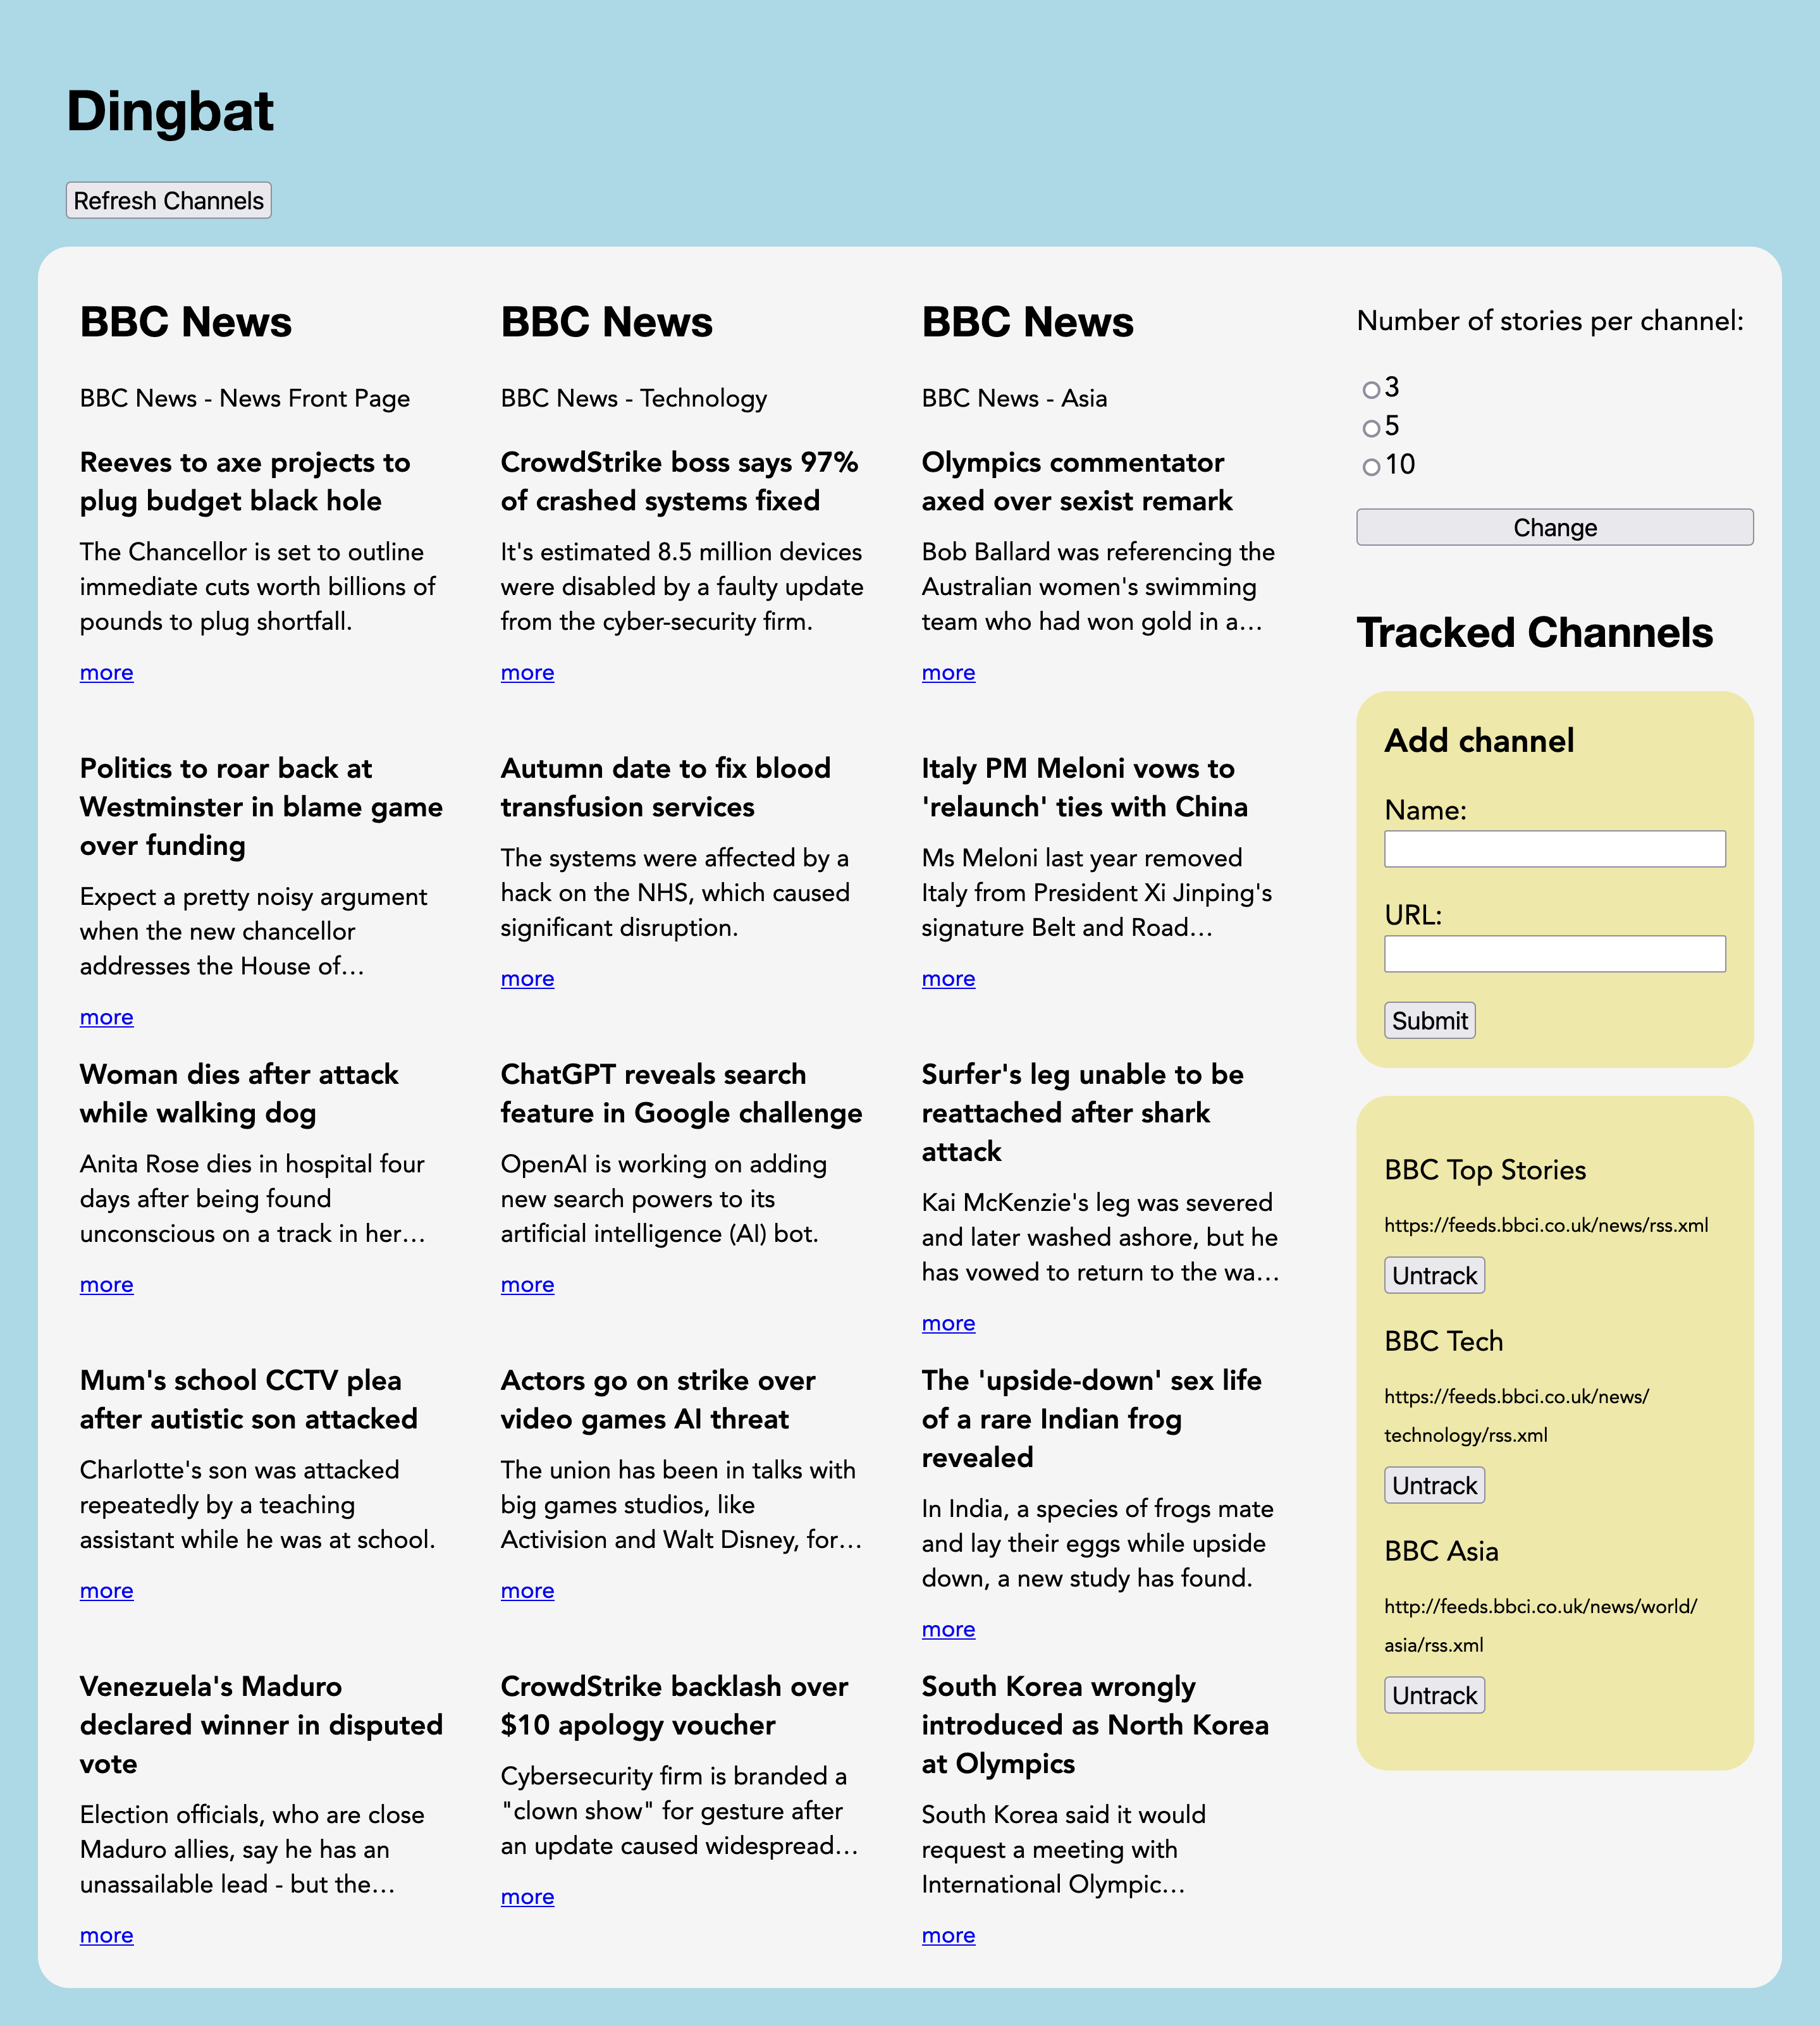 Dingbat
Refresh Channels
BBC News
BBC News - News Front Page
Reeves to axe projects to
plug budget black hole
The Chancellor is set to outline
immediate cuts worth billions of
pounds to plug shortfall.
more
Politics to roar back at
Westminster in blame game
over funding
Expect a pretty noisy argument
when the new chancellor
addresses the House of…
more
Woman dies after attack
while walking dog
Anita Rose dies in hospital four
days after being found
unconscious on a track in her…
more
Mum's school CCTV plea
after autistic son attacked
Charlotte's son was attacked
repeatedly by a teaching
assistant while he was at school.
more
Venezuela's Maduro
declared winner in disputed
vote
Election officials, who are close
Maduro allies, say he has an
unassailable lead - but the…
more
BBC News
BBC News - Technology
CrowdStrike boss says 97%
of crashed systems fixed
It's estimated 8.5 million devices
were disabled by a faulty update
from the cyber-security firm.
more
Autumn date to fix blood
transfusion services
The systems were affected by a
hack on the NHS, which caused
significant disruption.
more
ChatGPT reveals search
feature in Google challenge
OpenAI is working on adding
new search powers to its
artificial intelligence (AI) bot.
more
Actors go on strike over
video games AI threat
The union has been in talks with
big games studios, like
Activision and Walt Disney, for…
more
CrowdStrike backlash over
$10 apology voucher
Cybersecurity firm is branded a
"clown show" for gesture after
an update caused widespread…
more
BBC News
BBC News - Asia
Olympics commentator
axed over sexist remark
Bob Ballard was referencing the
Australian women's swimming
team who had won gold in a…
more
Italy PM Meloni vows to
'relaunch' ties with China
Ms Meloni last year removed
Italy from President Xi Jinping's
signature Belt and Road…
more
Surfer's leg unable to be
reattached after shark
attack
Kai McKenzie's leg was severed
and later washed ashore, but he
has vowed to return to the wa…
more
The 'upside-down' sex life
of a rare Indian frog
revealed
In India, a species of frogs mate
and lay their eggs while upside
down, a new study has found.
more
South Korea wrongly
introduced as North Korea
at Olympics
South Korea said it would
request a meeting with
International Olympic…
more
Number of stories per channel:
3
5
10
Change
Tracked Channels
Add channel
Name:
URL:
Submit
BBC Top Stories
https://feeds.bbci.co.uk/news/rss.xml
Untrack
BBC Tech
https://feeds.bbci.co.uk/news/
technology/rss.xml
Untrack
BBC Asia
http://feeds.bbci.co.uk/news/world/
asia/rss.xml
Untrack